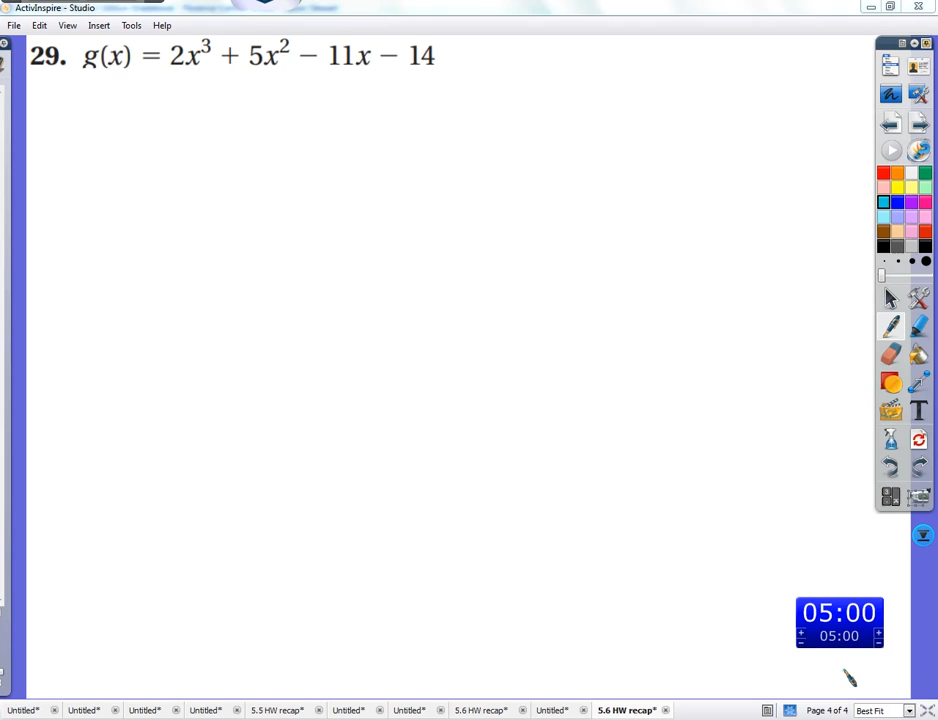 ActivInspire - Studio
File Edit View Insert Tools Help
29. g(x) = 2x³ + 5x² − 11x − 14
05:00
+ 05:00 +
− −
Untitled* Untitled* Untitled* Untitled* 5.5 HW recap* Untitled* Untitled* 5.6 HW recap* Untitled* 5.6 HW recap* Page 4 of 4 Best Fit